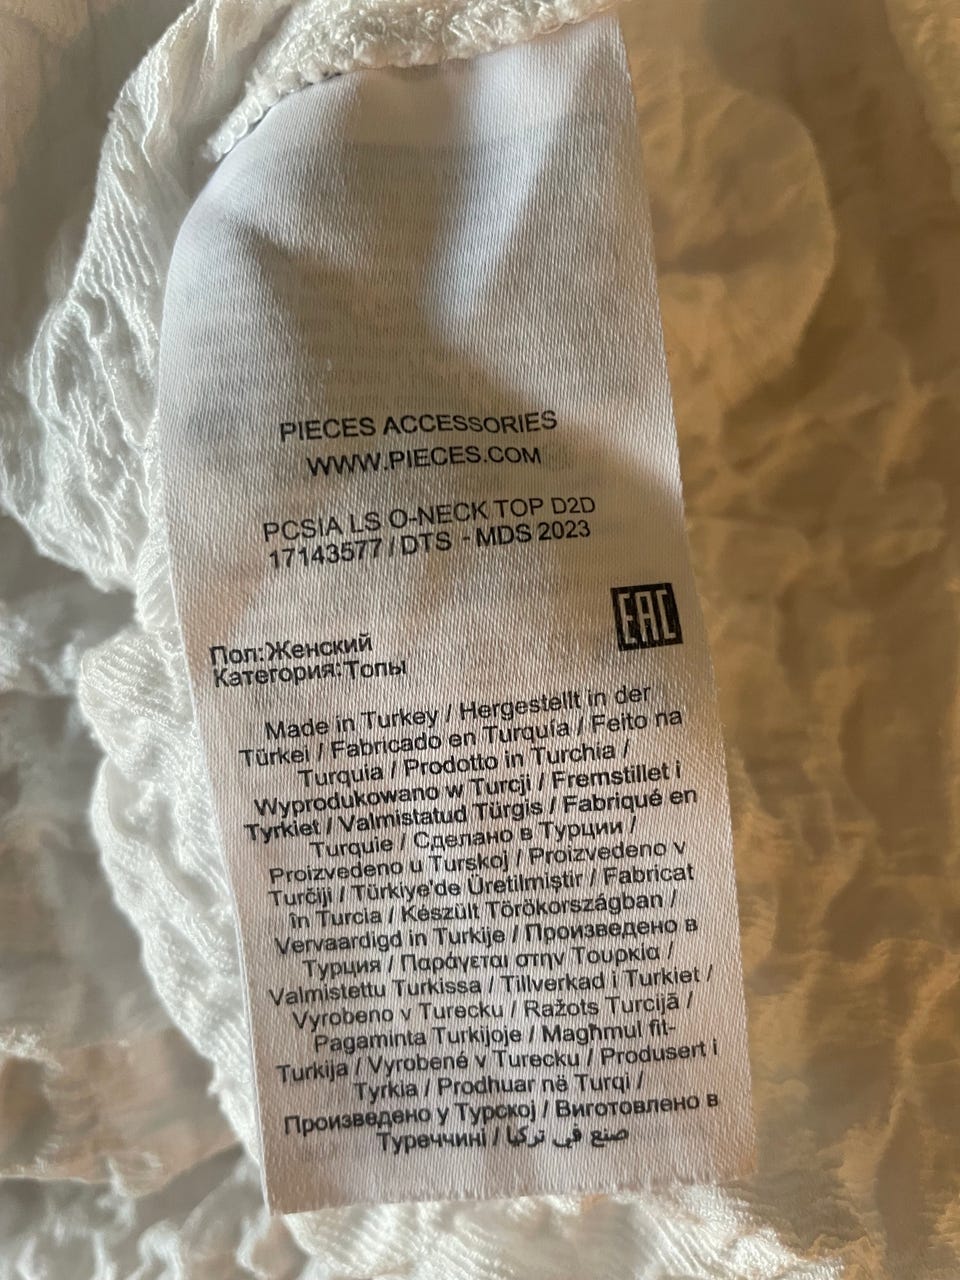 PIECES ACCESSORIES
WWW.PIECES.COM
PCSIA LS O-NECK TOP D2D
17143577 / DTS - MDS 2023
EAC
Пол:Женский
Категория:Топы
Made in Turkey / Hergestellt in der
Türkei / Fabricado en Turquía / Feito na
Turquia / Prodotto in Turchia /
Wyprodukowano w Turcji / Fremstillet i
Tyrkiet / Valmistatud Türgis / Fabriqué en
Turquie / Сделано в Турции /
Proizvedeno u Turskoj / Proizvedeno v
Turčiji / Türkiye'de Üretilmiştir / Fabricat
în Turcia / Készült Törökországban /
Vervaardigd in Turkije / Произведено в
Турция / Παράγεται στην Τουρκία /
Valmistettu Turkissa / Tillverkad i Turkiet /
Vyrobeno v Turecku / Ražots Turcijā /
Pagaminta Turkijoje / Magħmul fit-
Turkija / Vyrobené v Turecku / Produsert i
Tyrkia / Prodhuar në Turqi /
Произведено у Турској / Виготовлено в
Туреччині / صنع في تركيا